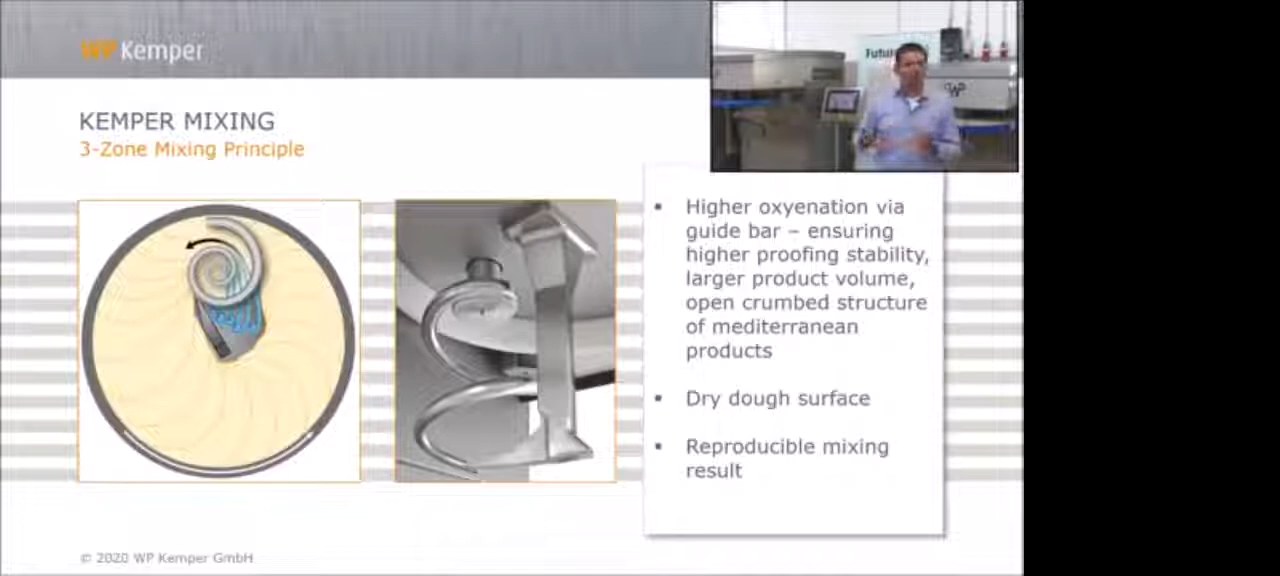 WP Kemper
KEMPER MIXING
3-Zone Mixing Principle
Higher oxyenation via
guide bar – ensuring
higher proofing stability,
larger product volume,
open crumbed structure
of mediterranean
products
Dry dough surface
Reproducible mixing
result
© 2020 WP Kemper GmbH
WP